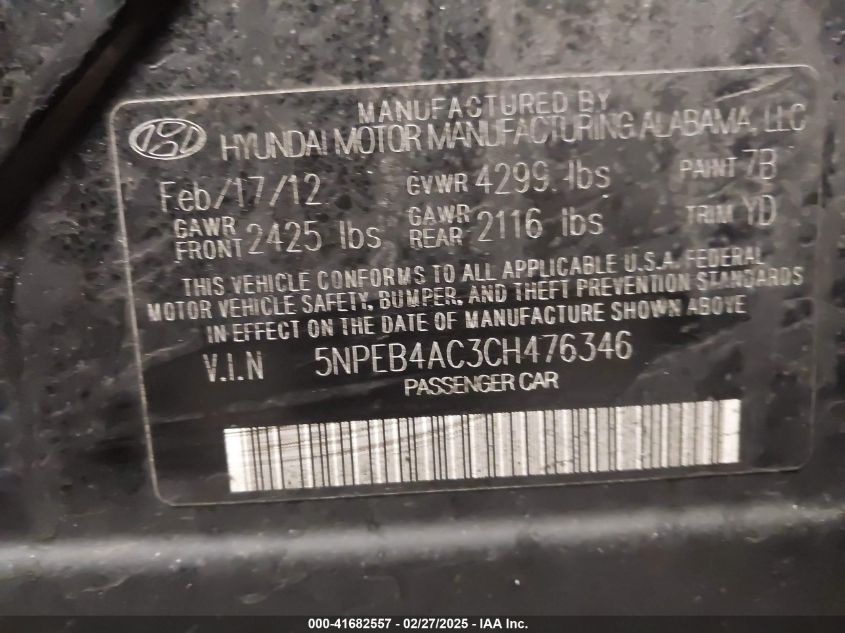 MANUFACTURED BY
HYUNDAI MOTOR MANUFACTURING ALABAMA, LLC
Feb/17/12 GVWR 4299 lbs PAINT 7B
GAWR FRONT 2425 lbs GAWR REAR 2116 lbs TRIM YD
THIS VEHICLE CONFORMS TO ALL APPLICABLE U.S.A. FEDERAL
MOTOR VEHICLE SAFETY, BUMPER, AND THEFT PREVENTION STANDARDS
IN EFFECT ON THE DATE OF MANUFACTURE SHOWN ABOVE
V.I.N 5NPEB4AC3CH476346
PASSENGER CAR
000-41682557 - 02/27/2025 - IAA Inc.